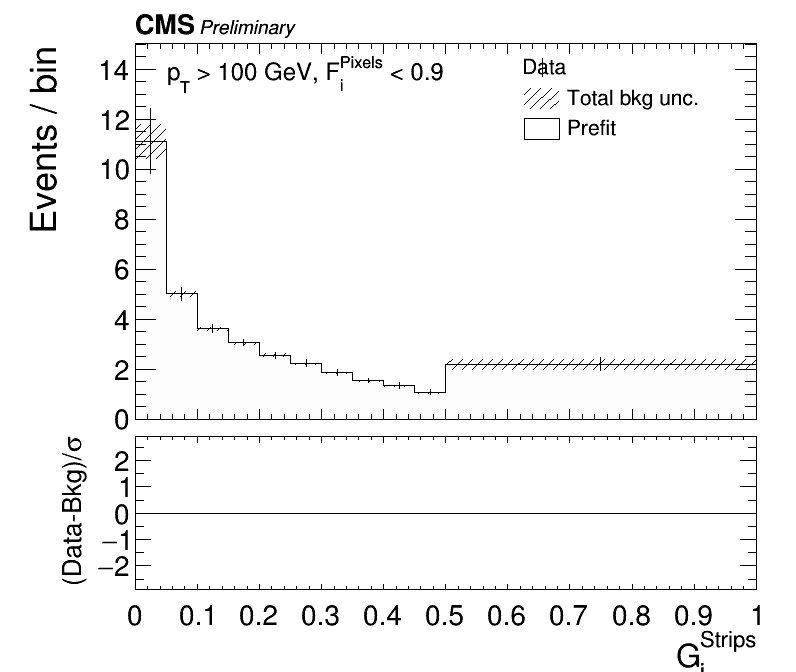 CMS Preliminary
p_T > 100 GeV, F_i^Pixels < 0.9
Data
Total bkg unc.
Prefit
Events / bin
14
12
10
8
6
4
2
0
(Data-Bkg)/σ
2
1
0
−1
−2
0 0.1 0.2 0.3 0.4 0.5 0.6 0.7 0.8 0.9 1
G_i^Strips